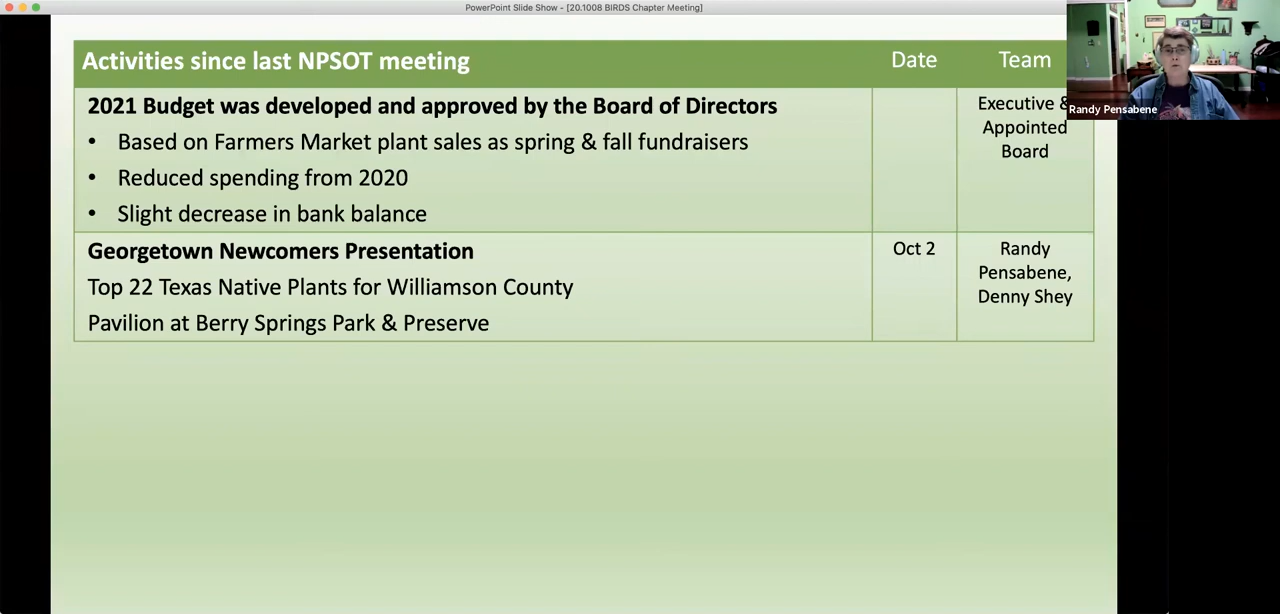 PowerPoint Slide Show - [20.1008 BIRDS Chapter Meeting]
Activities since last NPSOT meeting
Date
Team
2021 Budget was developed and approved by the Board of Directors
• Based on Farmers Market plant sales as spring & fall fundraisers
• Reduced spending from 2020
• Slight decrease in bank balance
Executive &
Appointed
Board
Georgetown Newcomers Presentation
Top 22 Texas Native Plants for Williamson County
Pavilion at Berry Springs Park & Preserve
Oct 2
Randy
Pensabene,
Denny Shey
Randy Pensabene